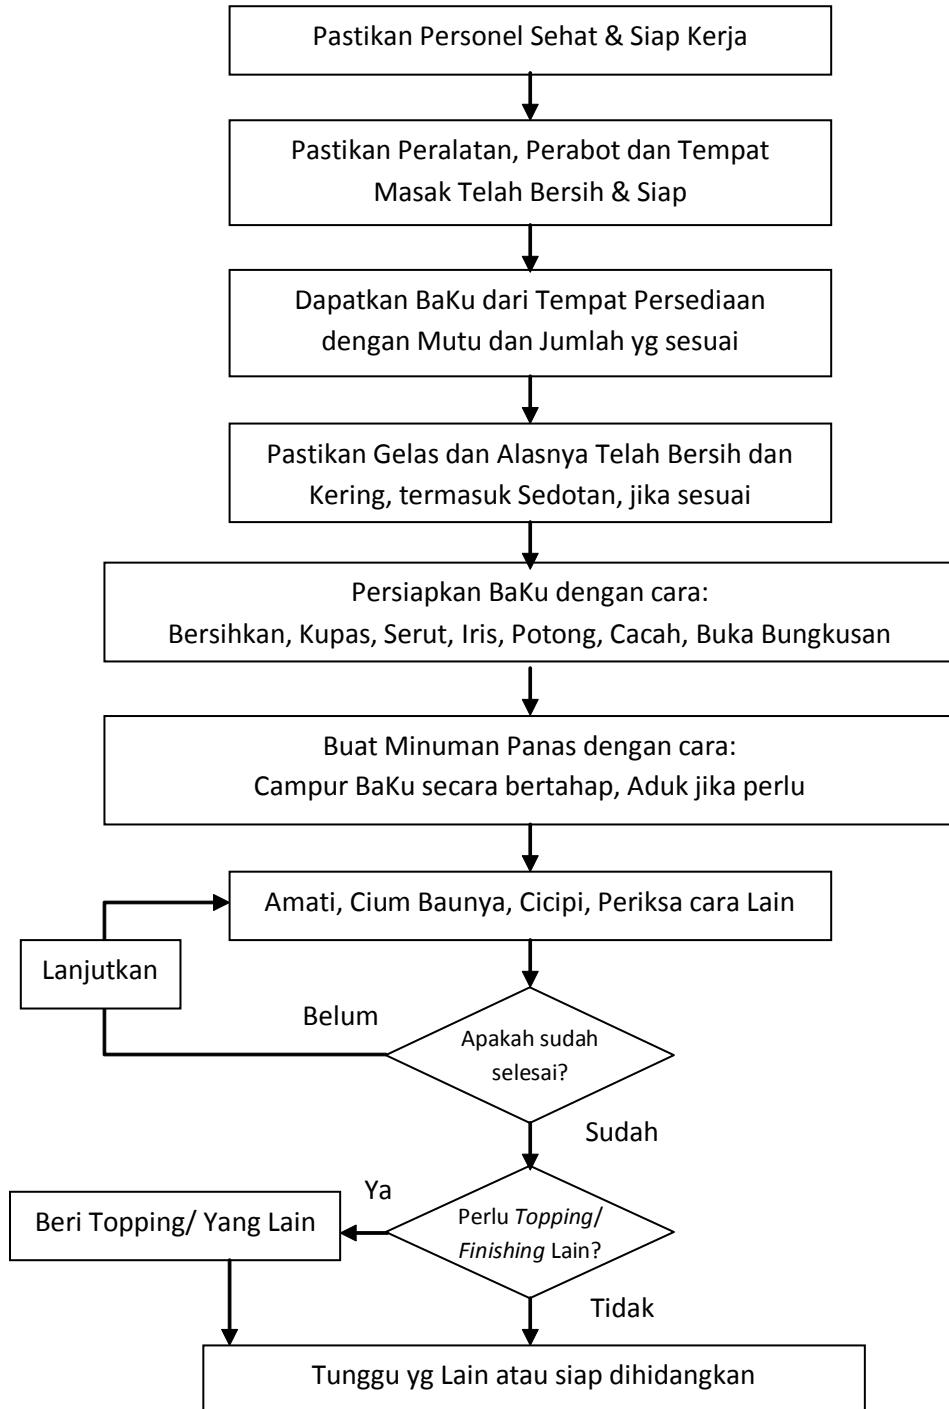 Pastikan Personel Sehat & Siap Kerja
Pastikan Peralatan, Perabot dan Tempat
Masak Telah Bersih & Siap
Dapatkan BaKu dari Tempat Persediaan
dengan Mutu dan Jumlah yg sesuai
Pastikan Gelas dan Alasnya Telah Bersih dan
Kering, termasuk Sedotan, jika sesuai
Persiapkan BaKu dengan cara:
Bersihkan, Kupas, Serut, Iris, Potong, Cacah, Buka Bungkusan
Buat Minuman Panas dengan cara:
Campur BaKu secara bertahap, Aduk jika perlu
Amati, Cium Baunya, Cicipi, Periksa cara Lain
Lanjutkan
Belum
Apakah sudah
selesai?
Sudah
Ya
Beri Topping/ Yang Lain
Perlu Topping/
Finishing Lain?
Tidak
Tunggu yg Lain atau siap dihidangkan